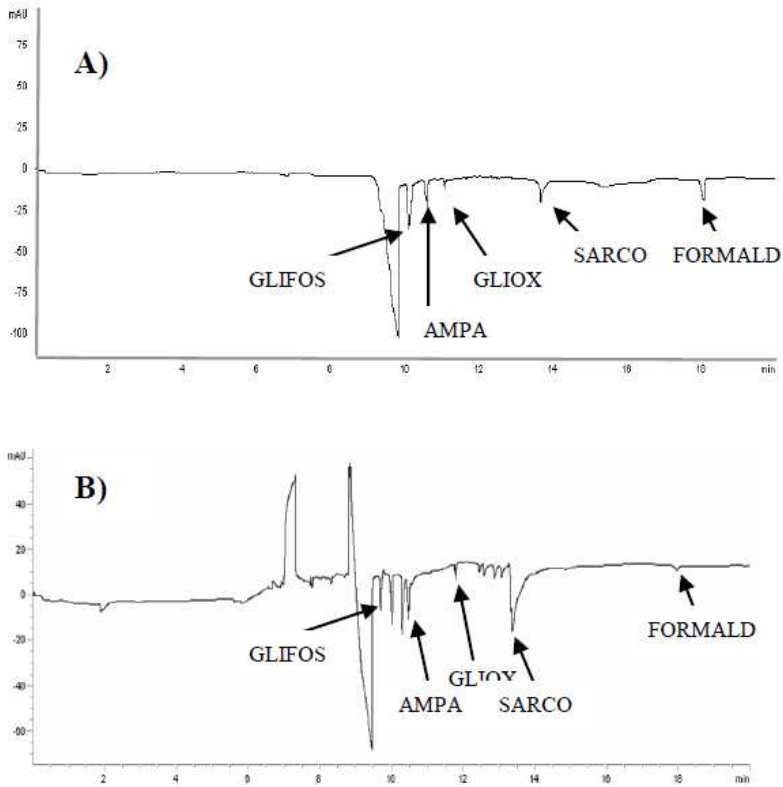 mAU
75
A)
50
25
0
-25
SARCO FORMALD
GLIFOS GLIOX
-50
-75
AMPA
-100
2 4 6 8 10 12 14 16 18 min
mAU
B)
40
20
0
FORMALD
GLIFOS
-20
GLIOX
AMPA SARCO
-40
-60
2 4 6 8 10 12 14 16 18 min